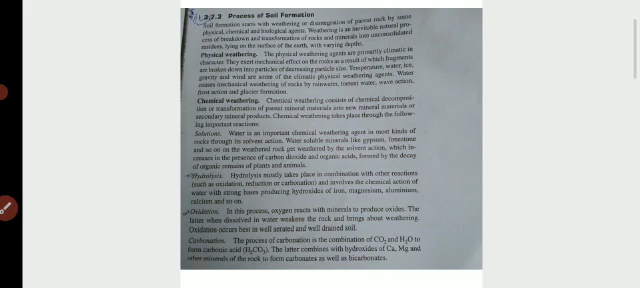 1.3.2.3 Process of Soil Formation
Soil formation starts with weathering or disintegration of parent rock by some
physical, chemical and biological agents. Weathering is an inevitable natural pro-
cess of breakdown and transformation of rocks and minerals into unconsolidated
residues, lying on the surface of the earth, with varying depths.
Physical weathering. The physical weathering agents are primarily climatic in
character. They exert mechanical effect on the rocks as a result of which fragments
are broken down into particles of decreasing particle size. Temperature, water, ice,
gravity and wind are some of the climatic physical weathering agents. Water
causes mechanical weathering of rocks by rainwater, torrent water, wave action,
frost action and glacier formation.
Chemical weathering. Chemical weathering consists of chemical decomposi-
tion or transformation of parent mineral materials into new mineral materials or
secondary mineral products. Chemical weathering takes place through the follow-
ing important reactions:
Solutions. Water is an important chemical weathering agent in most kinds of
rocks through its solvent action. Water soluble minerals like gypsum, limestone
and so on on the weathered rock get weathered by the solvent action, which in-
creases in the presence of carbon dioxide and organic acids, formed by the decay
of organic remains of plants and animals.
Hydrolysis. Hydrolysis mostly takes place in combination with other reactions
(such as oxidation, reduction or carbonation) and involves the chemical action of
water with strong bases producing hydroxides of iron, magnesium, aluminium,
calcium and so on.
Oxidation. In this process, oxygen reacts with minerals to produce oxides. The
latter when dissolved in water weakens the rock and brings about weathering.
Oxidation occurs best in well aerated and well drained soil.
Carbonation. The process of carbonation is the combination of CO₂ and H₂O to
form carbonic acid (H₂CO₃). The latter combines with hydroxides of Ca, Mg and
other minerals of the rock to form carbonates as well as bicarbonates.